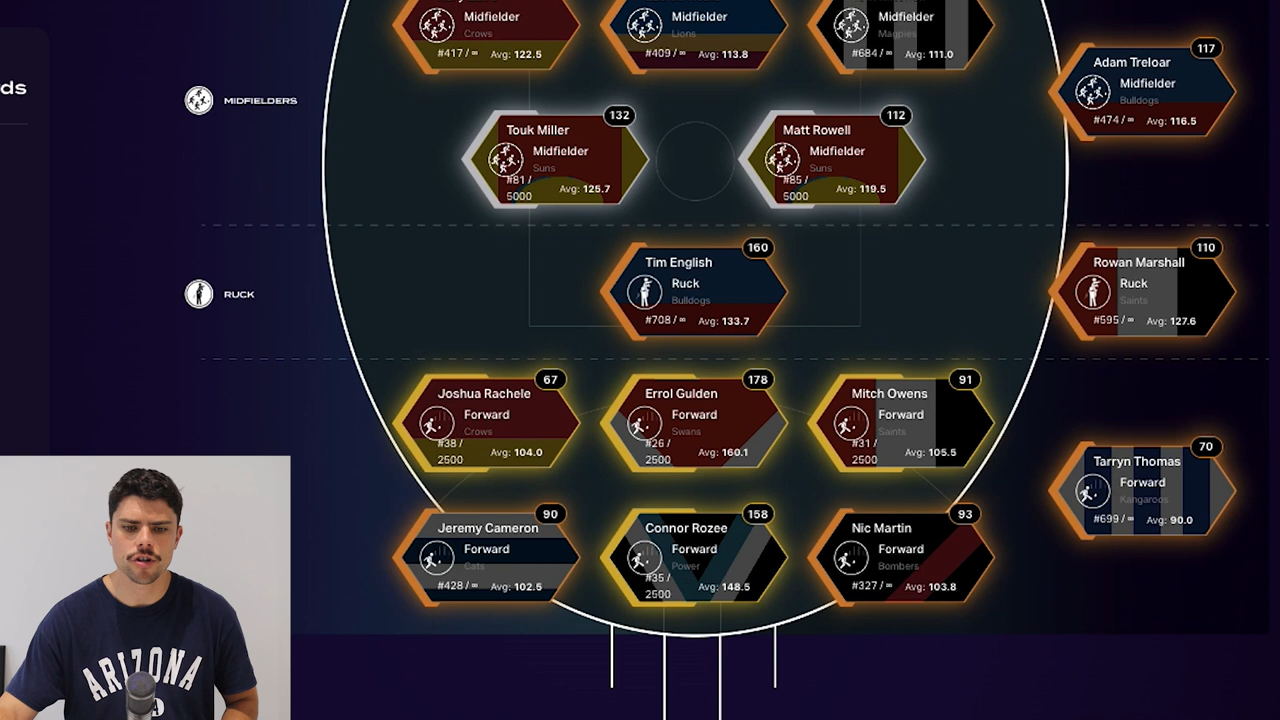 ds
Midfielder
Crows
#417 / ∞ Avg: 122.5
Midfielder
Lions
#409 / ∞ Avg: 113.8
Midfielder
Magpies
#684 / ∞ Avg: 111.0
117
Adam Treloar
Midfielder
Bulldogs
#474 / ∞ Avg: 116.5
MIDFIELDERS
132
Touk Miller
Midfielder
Suns
#81 /
5000
Avg: 125.7
112
Matt Rowell
Midfielder
Suns
#85 /
5000
Avg: 119.5
RUCK
160
Tim English
Ruck
Bulldogs
#708 / ∞ Avg: 133.7
110
Rowan Marshall
Ruck
Saints
#595 / ∞ Avg: 127.6
67
Joshua Rachele
Forward
Crows
#38 /
2500
Avg: 104.0
178
Errol Gulden
Forward
Swans
#26 /
2500
Avg: 160.1
91
Mitch Owens
Forward
Saints
#31 /
2500
Avg: 105.5
70
Tarryn Thomas
Forward
Kangaroos
#699 / ∞ Avg: 90.0
90
Jeremy Cameron
Forward
Cats
#428 / ∞ Avg: 102.5
158
Connor Rozee
Forward
Power
#35 /
2500
Avg: 148.5
93
Nic Martin
Forward
Bombers
#327 / ∞ Avg: 103.8
ARIZONA